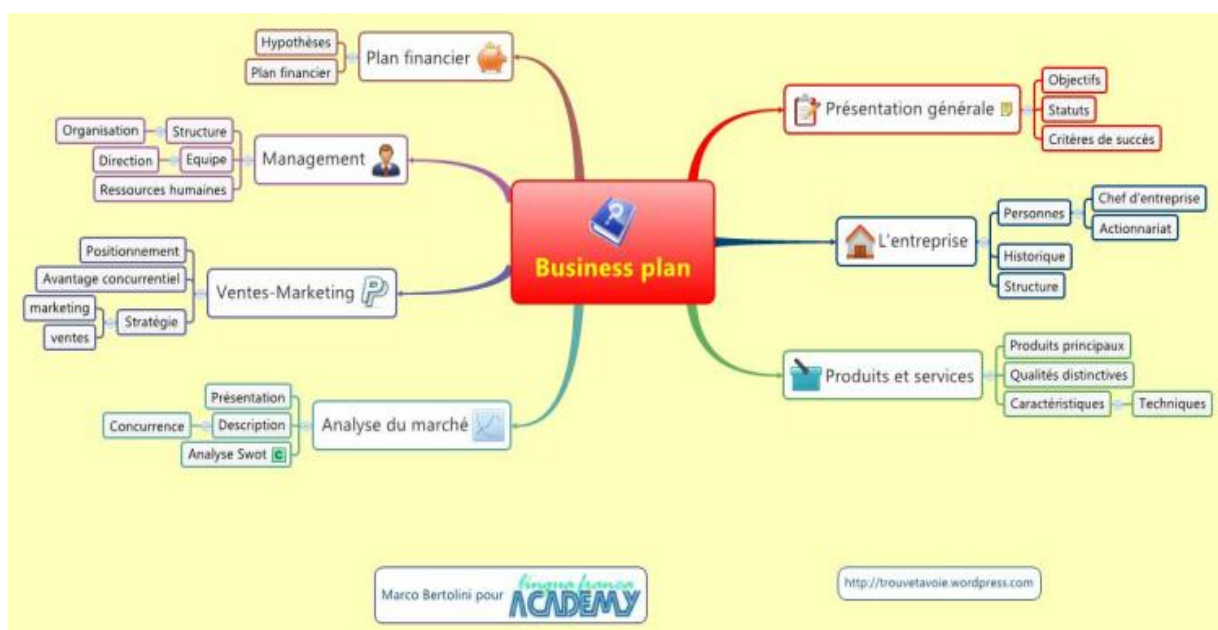 Business plan
Présentation générale
Objectifs
Statuts
Critères de succès
L'entreprise
Personnes
Chef d'entreprise
Actionnariat
Historique
Structure
Produits et services
Produits principaux
Qualités distinctives
Caractéristiques
Techniques
Analyse du marché
Présentation
Description
Concurrence
Analyse Swot C
Ventes-Marketing
Positionnement
Avantage concurrentiel
Stratégie
marketing
ventes
Management
Structure
Organisation
Equipe
Direction
Ressources humaines
Plan financier
Hypothèses
Plan financier
Marco Bertolini pour lingua franca ACADEMY
http://trouvetavoie.wordpress.com